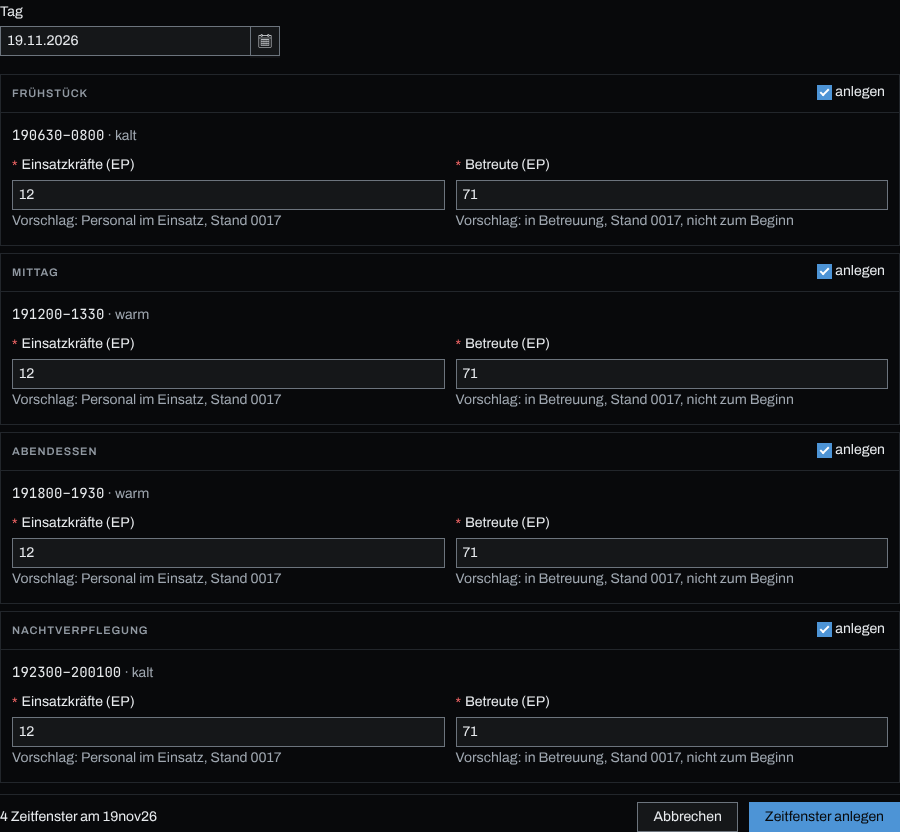 Tag
19.11.2026
FRÜHSTÜCK
anlegen
190630–0800 · kalt
* Einsatzkräfte (EP)
* Betreute (EP)
12
71
Vorschlag: Personal im Einsatz, Stand 0017
Vorschlag: in Betreuung, Stand 0017, nicht zum Beginn
MITTAG
anlegen
191200–1330 · warm
* Einsatzkräfte (EP)
* Betreute (EP)
12
71
Vorschlag: Personal im Einsatz, Stand 0017
Vorschlag: in Betreuung, Stand 0017, nicht zum Beginn
ABENDESSEN
anlegen
191800–1930 · warm
* Einsatzkräfte (EP)
* Betreute (EP)
12
71
Vorschlag: Personal im Einsatz, Stand 0017
Vorschlag: in Betreuung, Stand 0017, nicht zum Beginn
NACHTVERPFLEGUNG
anlegen
192300–200100 · kalt
* Einsatzkräfte (EP)
* Betreute (EP)
12
71
Vorschlag: Personal im Einsatz, Stand 0017
Vorschlag: in Betreuung, Stand 0017, nicht zum Beginn
4 Zeitfenster am 19nov26
Abbrechen
Zeitfenster anlegen